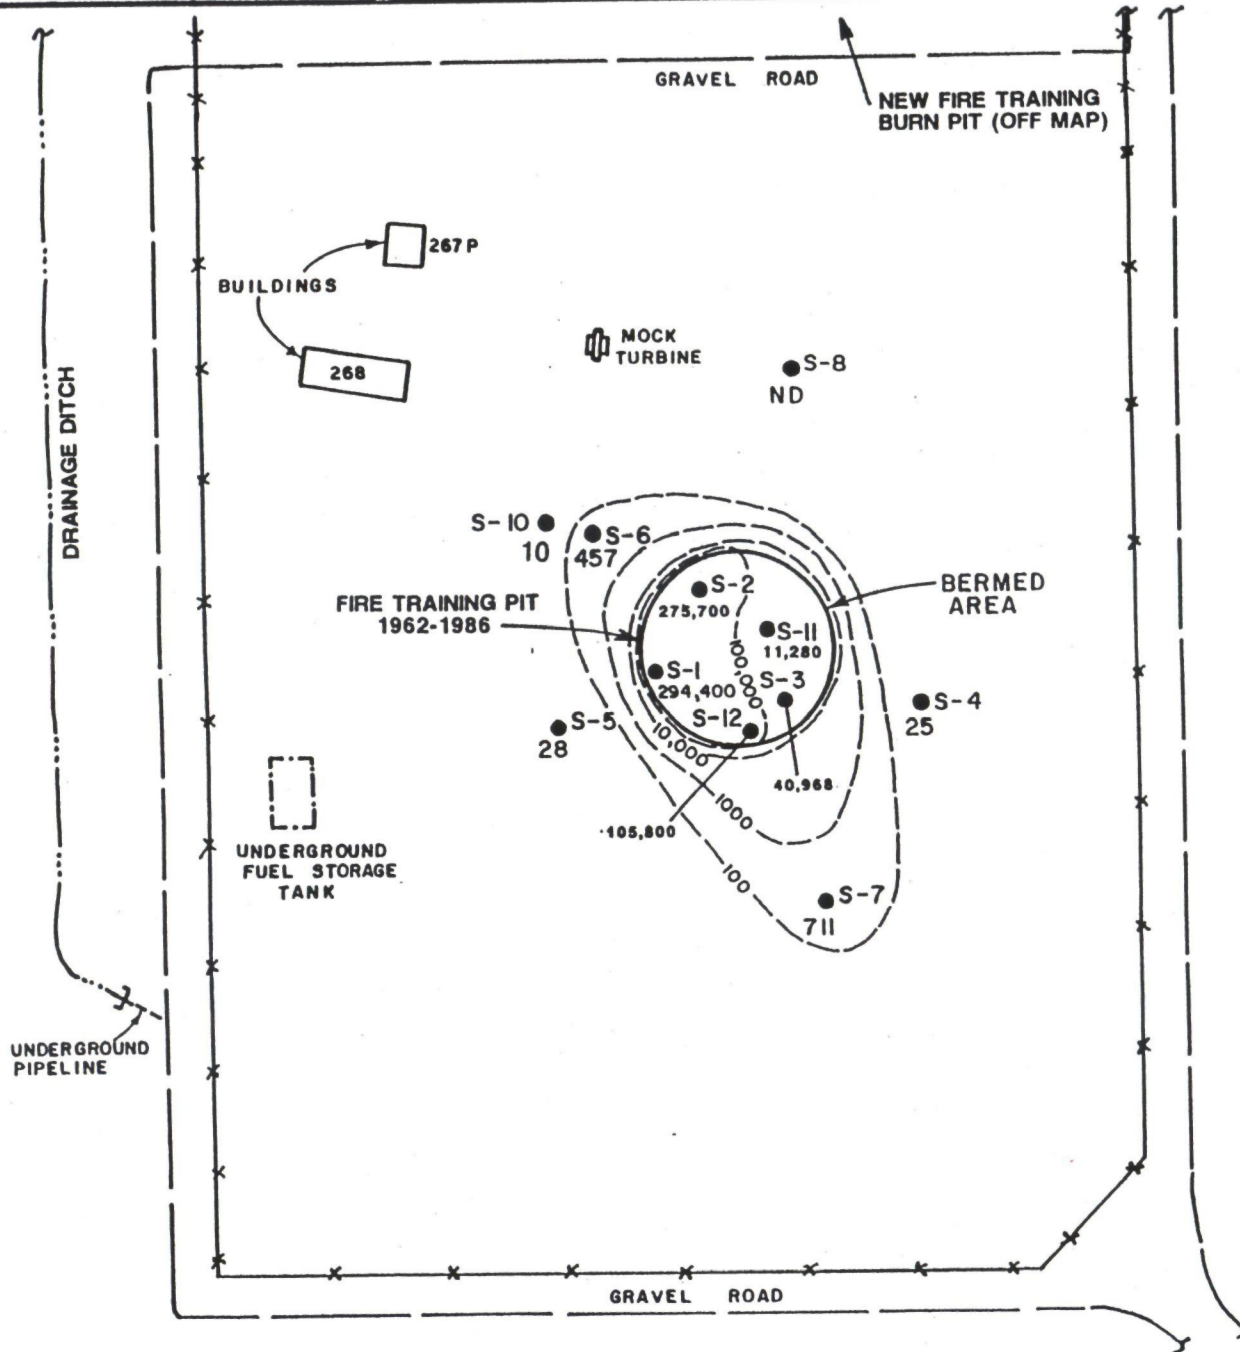 GRAVEL ROAD
NEW FIRE TRAINING
BURN PIT (OFF MAP)
267P
BUILDINGS
268
MOCK
TURBINE
S-8
ND
DRAINAGE DITCH
S-10
10
S-6
457
FIRE TRAINING PIT
1962-1986
S-2
275,700
BERMED
AREA
S-11
11,280
100,000
S-1
294,400
S-3
S-12
S-5
28
S-4
25
10,000
40,968
1000
105,800
UNDERGROUND
FUEL STORAGE
TANK
100
S-7
711
UNDERGROUND
PIPELINE
GRAVEL ROAD